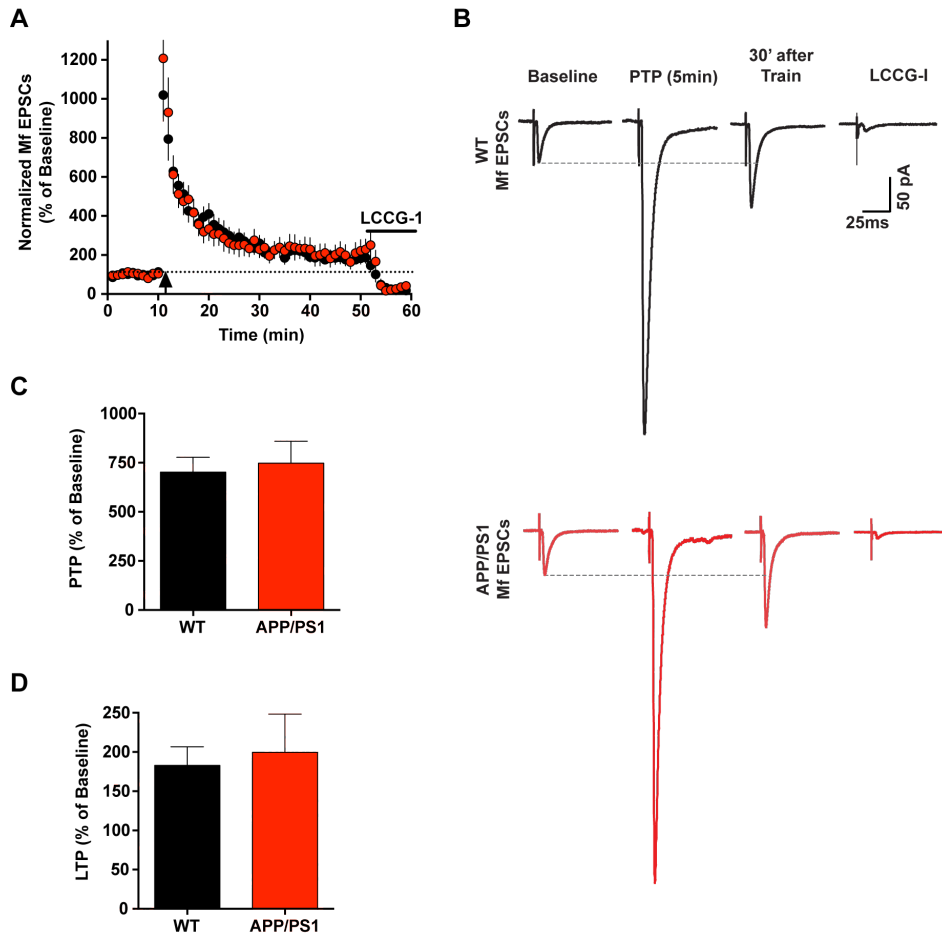 A
Normalized Mf EPSCs
(% of Baseline)
1200
1000
800
600
400
200
0
LCCG-1
0
10
20
30
40
50
60
Time (min)
B
Baseline
PTP (5min)
30' after
Train
LCCG-I
WT
Mf EPSCs
50 pA
25ms
APP/PS1
Mf EPSCs
C
PTP (% of Baseline)
1000
750
500
250
0
WT
APP/PS1
D
LTP (% of Baseline)
250
200
150
100
50
0
WT
APP/PS1